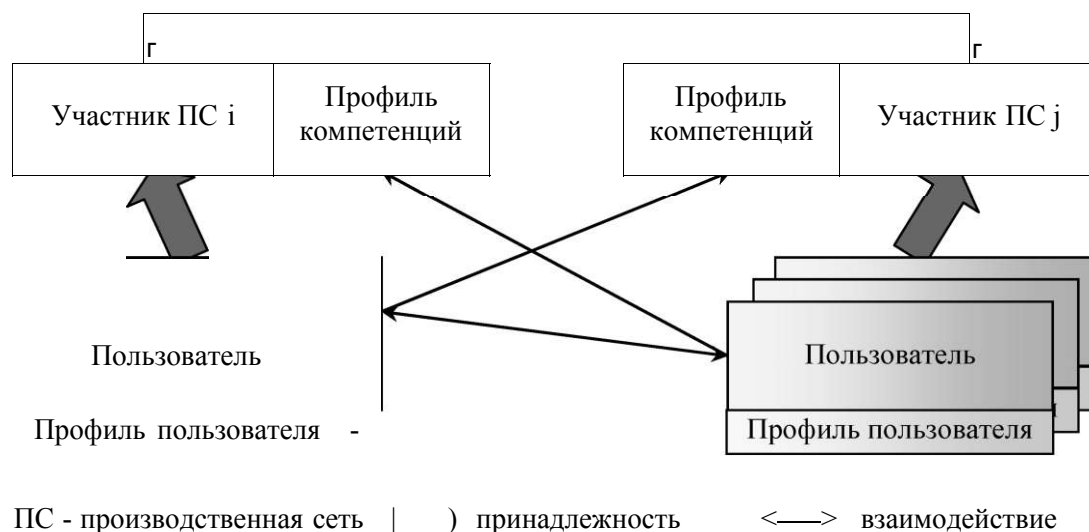 Г Г
Участник ПС i
Профиль
компетенций
Профиль
компетенций
Участник ПС j
Пользователь
Профиль пользователя -
Пользователь
Профиль пользователя
ПС - производственная сеть | ) принадлежность <—> взаимодействие